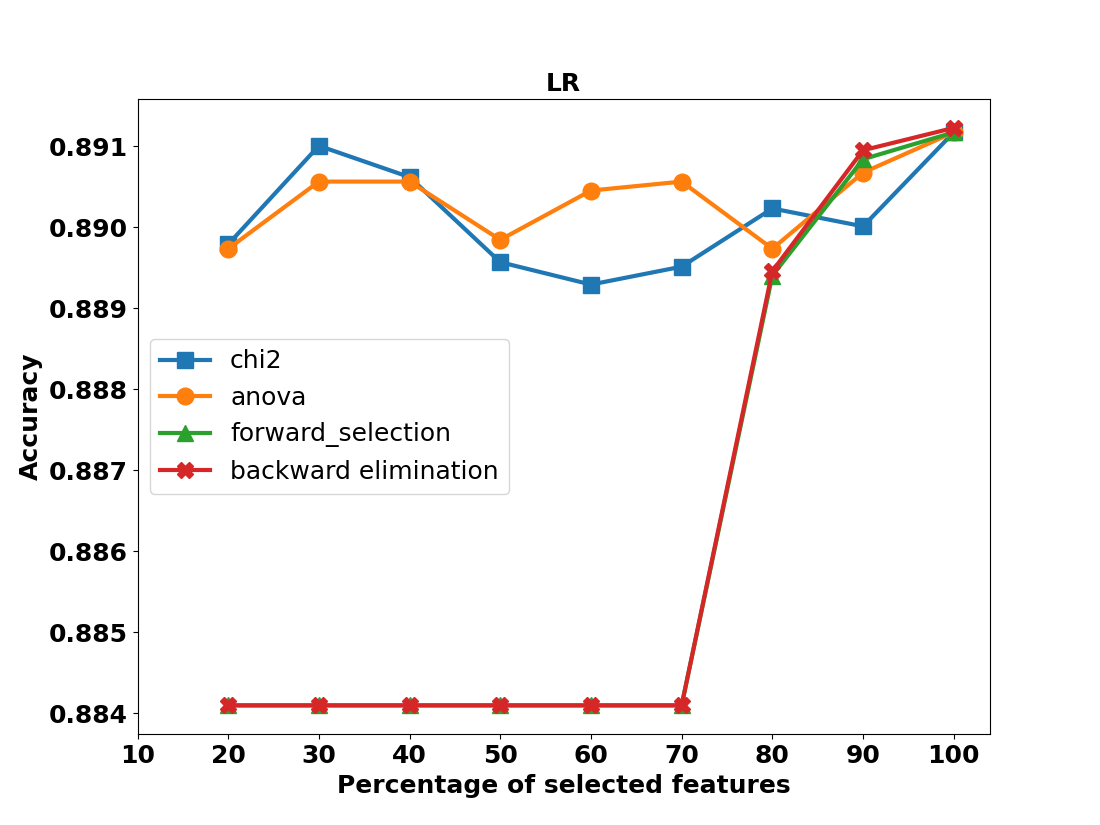 LR
0.891
0.890
0.889
0.888
0.887
0.886
0.885
0.884
Accuracy
chi2
anova
forward_selection
backward elimination
10 20 30 40 50 60 70 80 90 100
Percentage of selected features